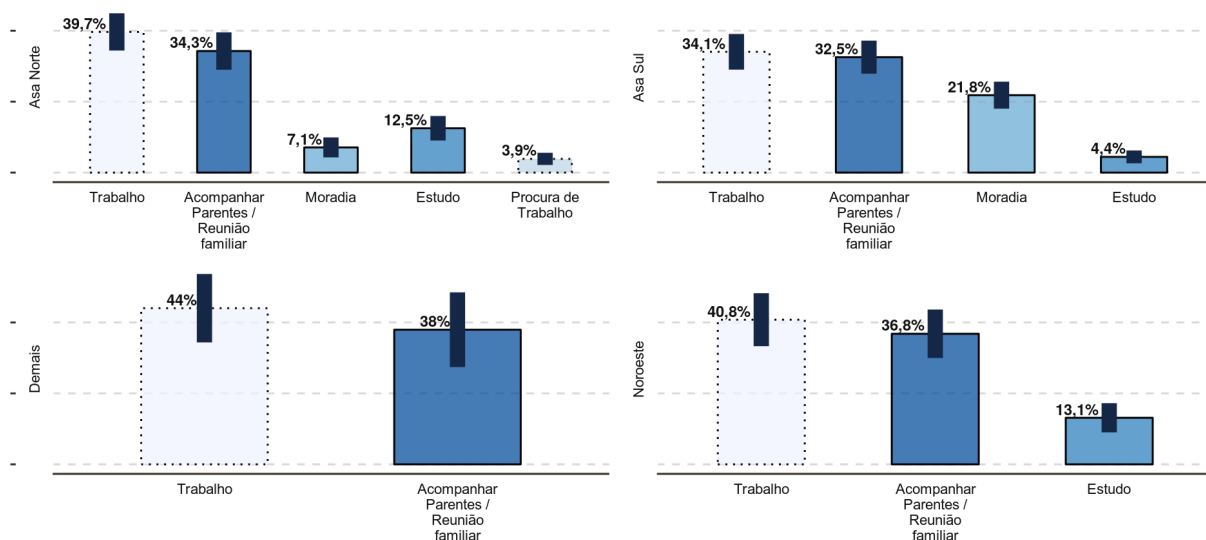 Asa Norte
39,7%
34,3%
7,1%
12,5%
3,9%
Trabalho
Acompanhar
Parentes /
Reunião
familiar
Moradia
Estudo
Procura de
Trabalho
Asa Sul
34,1%
32,5%
21,8%
4,4%
Trabalho
Acompanhar
Parentes /
Reunião
familiar
Moradia
Estudo
Demais
44%
38%
Trabalho
Acompanhar
Parentes /
Reunião
familiar
Noroeste
40,8%
36,8%
13,1%
Trabalho
Acompanhar
Parentes /
Reunião
familiar
Estudo